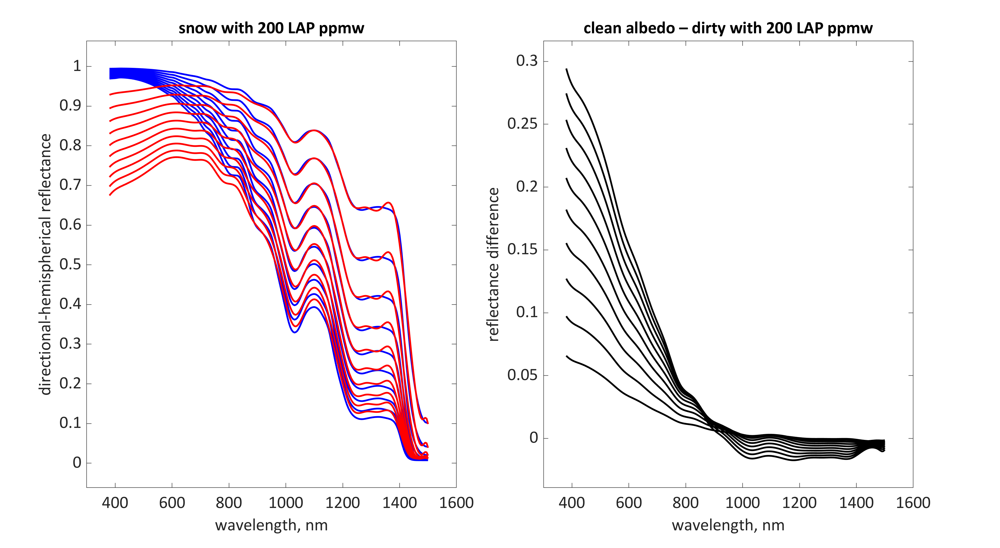 snow with 200 LAP ppmw
directional-hemispherical reflectance
1
0.9
0.8
0.7
0.6
0.5
0.4
0.3
0.2
0.1
0
400 600 800 1000 1200 1400 1600
wavelength, nm
clean albedo – dirty with 200 LAP ppmw
reflectance difference
0.3
0.25
0.2
0.15
0.1
0.05
0
400 600 800 1000 1200 1400 1600
wavelength, nm